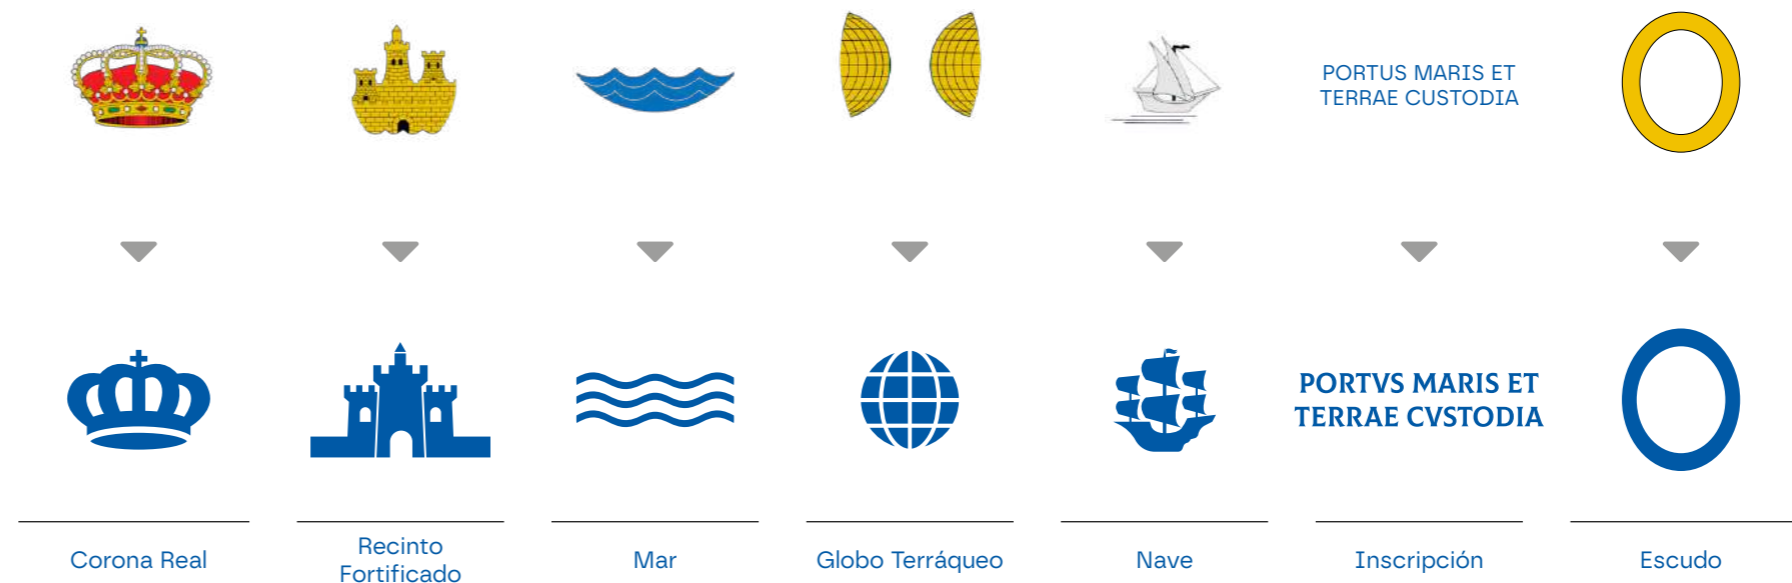 PORTUS MARIS ET
TERRAE CUSTODIA
PORTVS MARIS ET
TERRAE CVSTODIA
Corona Real
Recinto
Fortificado
Mar
Globo Terráqueo
Nave
Inscripción
Escudo